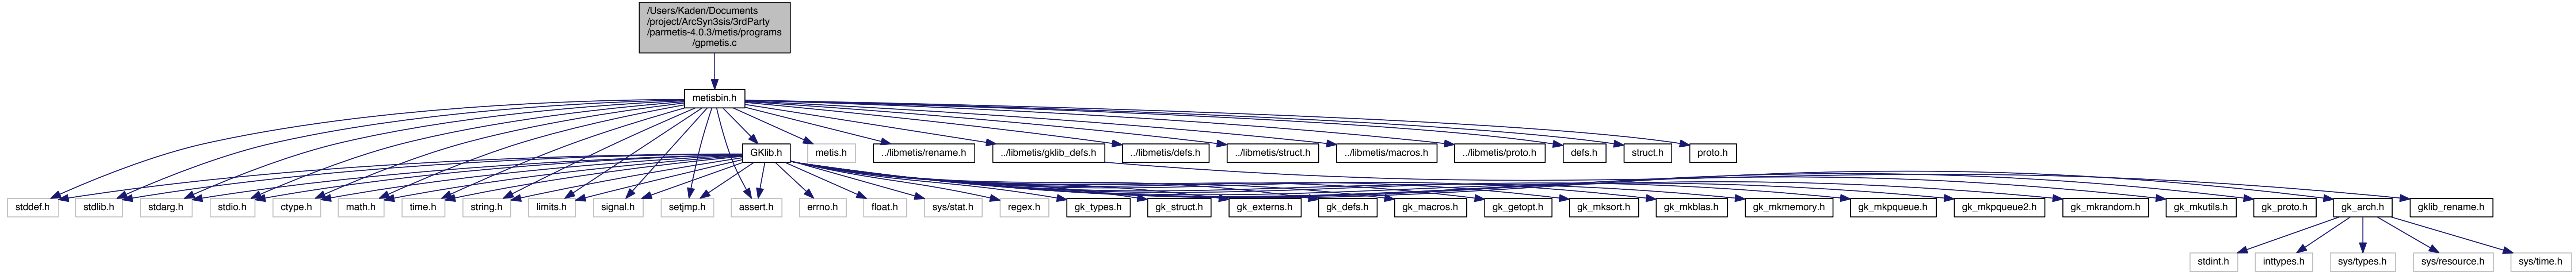 /Users/Kaden/Documents
/project/ArcSyn3sis/3rdParty
/parmetis-4.0.3/metis/programs
/gpmetis.c
metisbin.h
GKlib.h
metis.h
../libmetis/rename.h
../libmetis/gklib_defs.h
../libmetis/defs.h
../libmetis/struct.h
../libmetis/macros.h
../libmetis/proto.h
defs.h
struct.h
proto.h
stddef.h
stdlib.h
stdarg.h
stdio.h
ctype.h
math.h
time.h
string.h
limits.h
signal.h
setjmp.h
assert.h
errno.h
float.h
sys/stat.h
regex.h
gk_types.h
gk_struct.h
gk_externs.h
gk_defs.h
gk_macros.h
gk_getopt.h
gk_mksort.h
gk_mkblas.h
gk_mkmemory.h
gk_mkpqueue.h
gk_mkpqueue2.h
gk_mkrandom.h
gk_mkutils.h
gk_proto.h
gk_arch.h
gklib_rename.h
stdint.h
inttypes.h
sys/types.h
sys/resource.h
sys/time.h